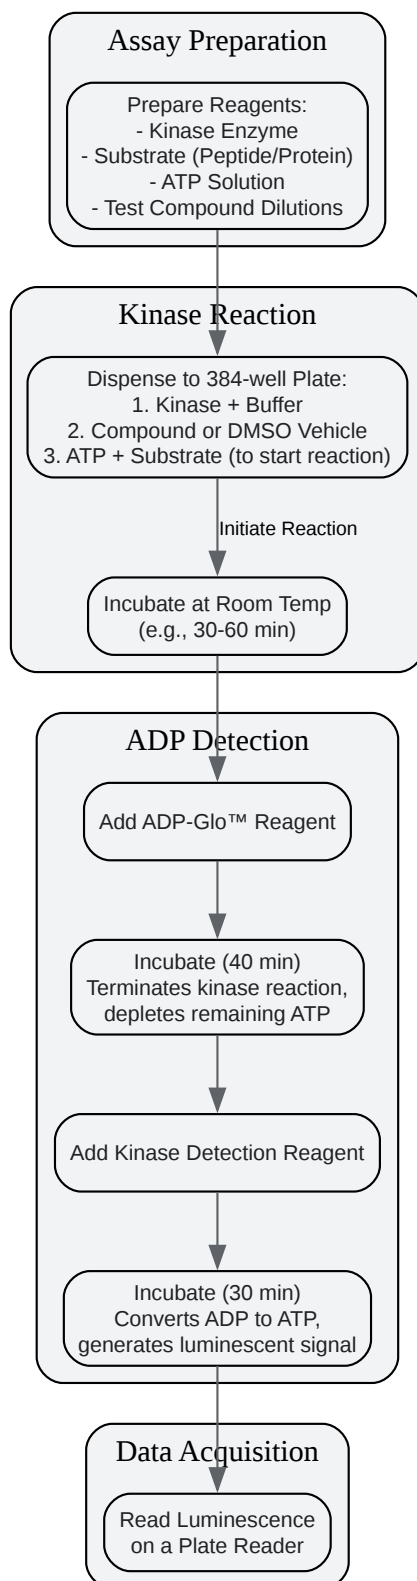 Assay Preparation
Prepare Reagents:
- Kinase Enzyme
- Substrate (Peptide/Protein)
- ATP Solution
- Test Compound Dilutions
Kinase Reaction
Dispense to 384-well Plate:
1. Kinase + Buffer
2. Compound or DMSO Vehicle
3. ATP + Substrate (to start reaction)
Initiate Reaction
Incubate at Room Temp
(e.g., 30-60 min)
ADP Detection
Add ADP-Glo™ Reagent
Incubate (40 min)
Terminates kinase reaction,
depletes remaining ATP
Add Kinase Detection Reagent
Incubate (30 min)
Converts ADP to ATP,
generates luminescent signal
Data Acquisition
Read Luminescence
on a Plate Reader